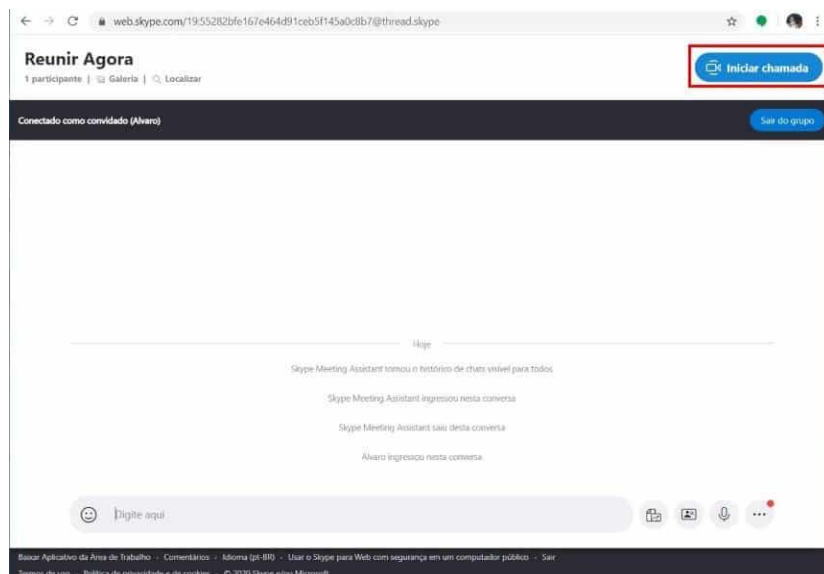 web.skype.com/19:55282bfe167e464d91ceb5f145a0c8b7@thread.skype
Reunir Agora
1 participante | Galeria | Localizar
Iniciar chamada
Conectado como convidado (Alvaro)
Sair do grupo
Hoje
Skype Meeting Assistant tornou o histórico de chats visível para todos
Skype Meeting Assistant ingressou nesta conversa
Skype Meeting Assistant saiu desta conversa
Alvaro ingressou nesta conversa
Digite aqui
Baixar Aplicativo da Área de Trabalho - Comentários - Idioma (pt-BR) - Usar o Skype para Web com segurança em um computador público - Sair
Termos de uso - Política de privacidade e de cookies - © 2020 Skype e/ou Microsoft